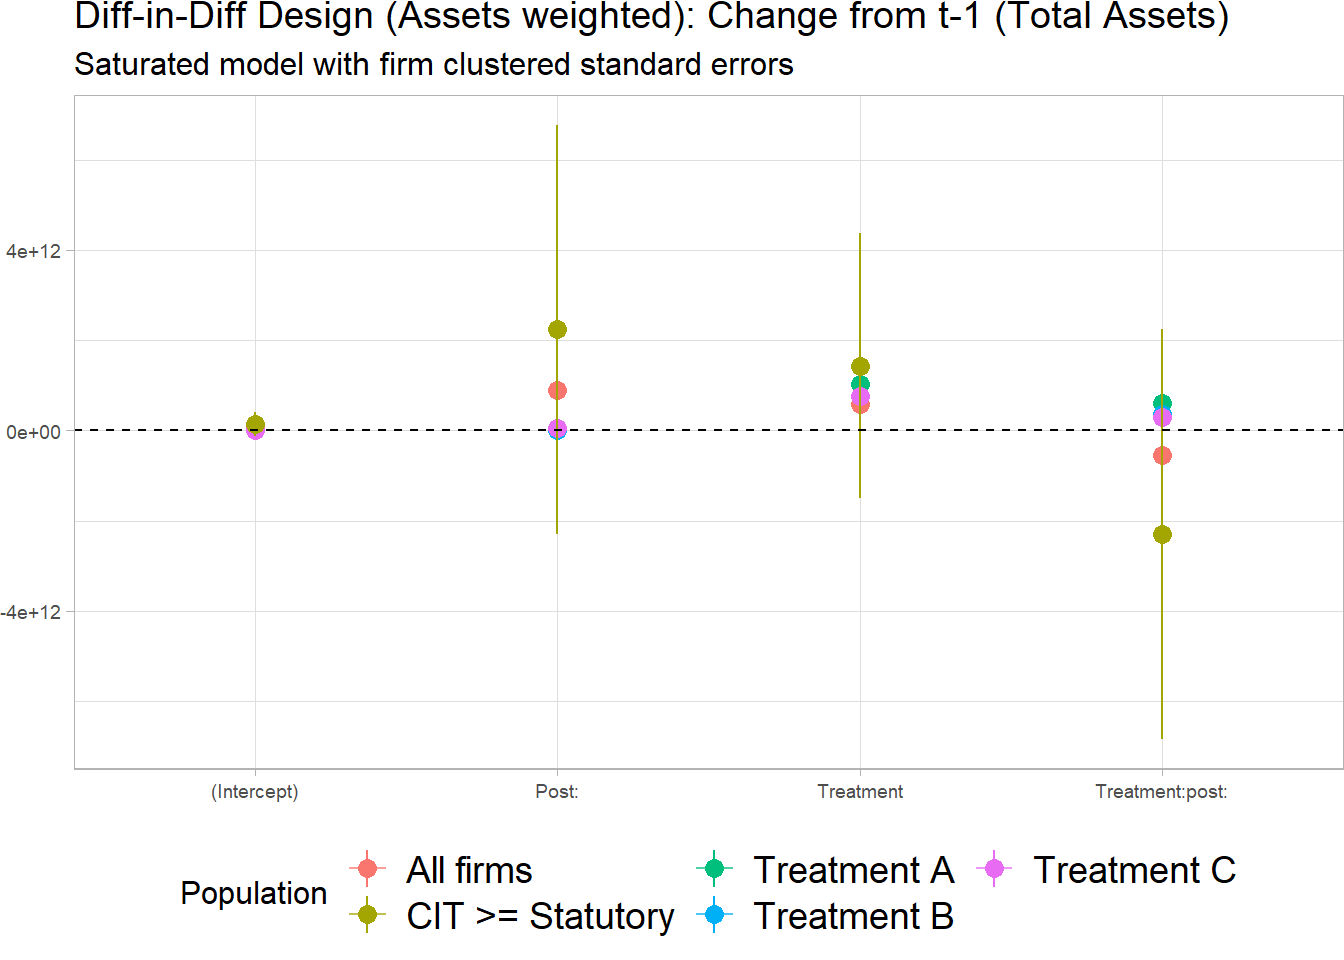 Diff-in-Diff Design (Assets weighted): Change from t-1 (Total Assets)
Saturated model with firm clustered standard errors
4e+12
0e+00
-4e+12
(Intercept)
Post:
Treatment
Treatment:post:
Population
All firms
CIT >= Statutory
Treatment A
Treatment B
Treatment C